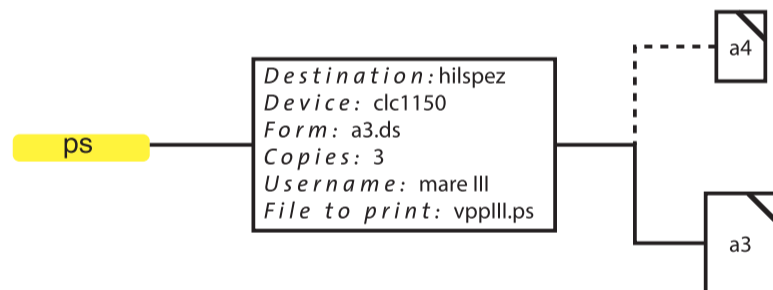 ps
Destination: hilspez
Device: clc1150
Form: a3.ds
Copies: 3
Username: mare III
File to print: vppIII.ps
a4
a3